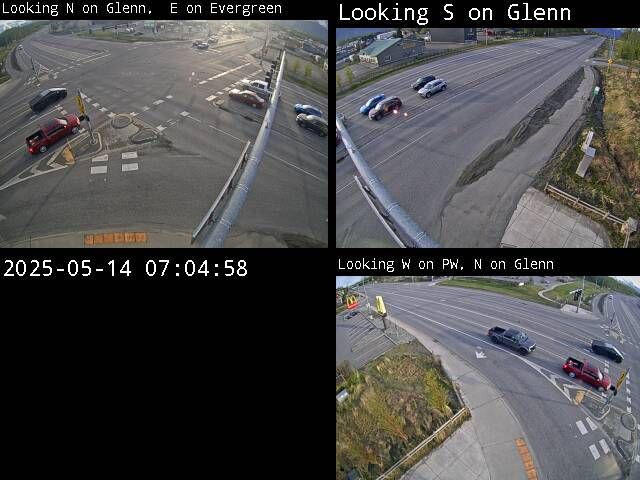 Looking N on Glenn,  E on Evergreen
Looking S on Glenn
2025-05-14 07:04:58
Looking W on PW, N on Glenn